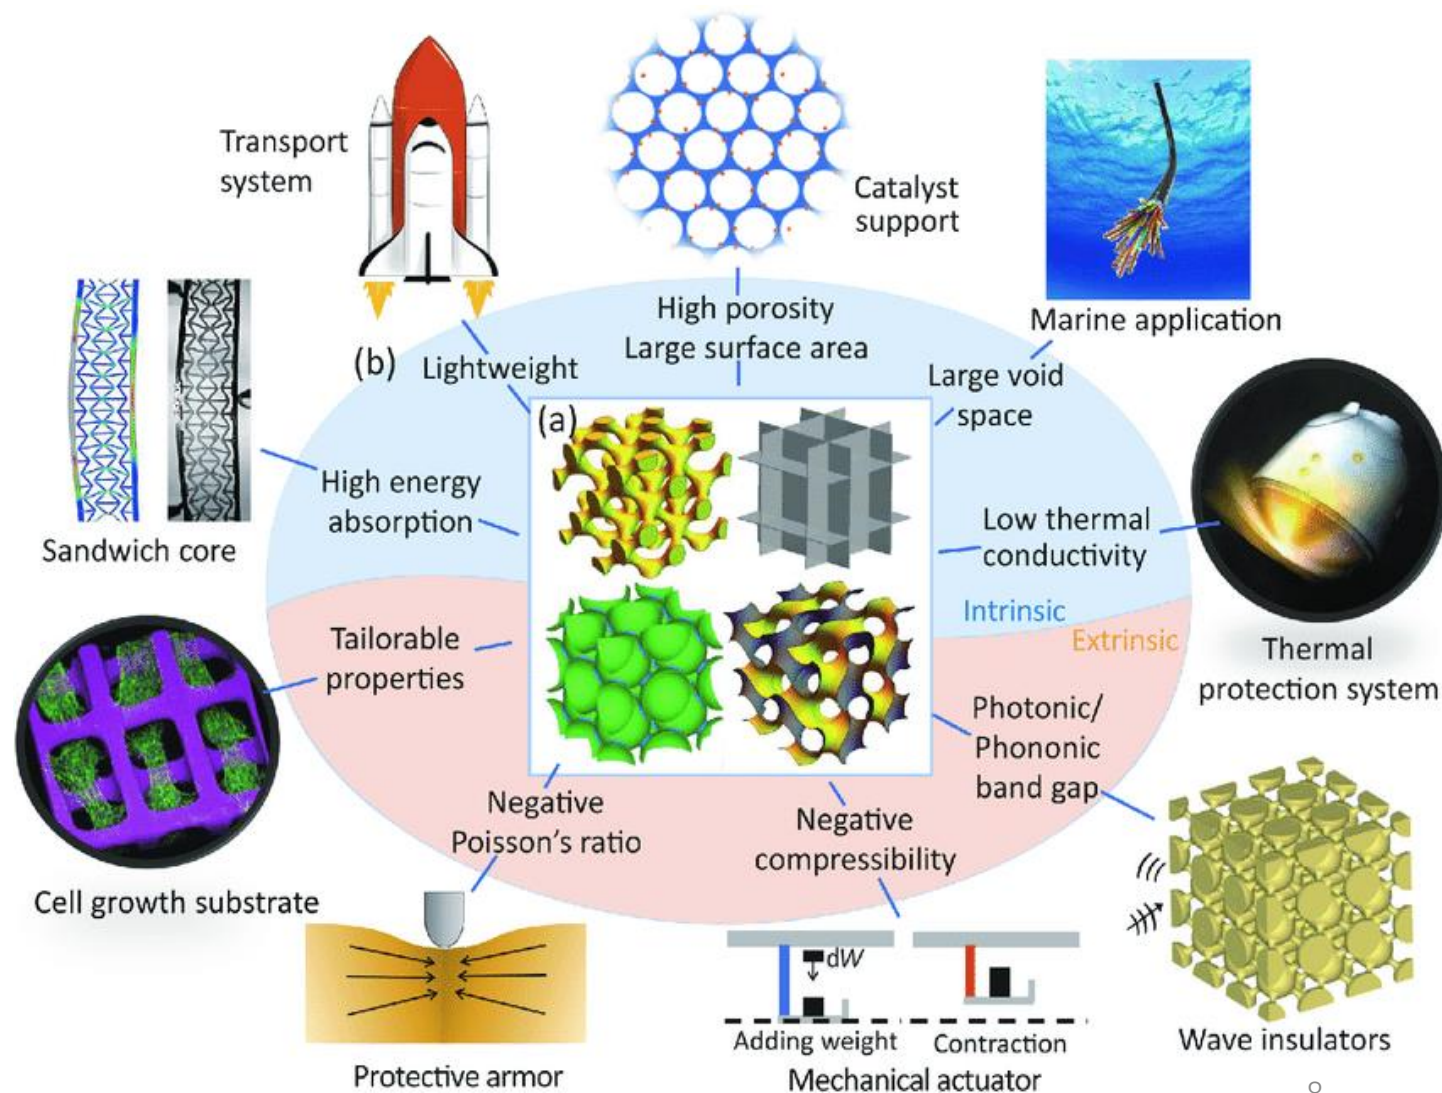 Transport
system
Catalyst
support
Marine application
(b)
Lightweight
High porosity
Large surface area
Large void
space
(a)
High energy
absorption
Sandwich core
Low thermal
conductivity
Intrinsic
Extrinsic
Thermal
protection system
Tailorable
properties
Cell growth substrate
Negative
Poisson’s ratio
Protective armor
Negative
compressibility
dW
Adding weight
Contraction
Mechanical actuator
Photonic/
Phononic
band gap
Wave insulators